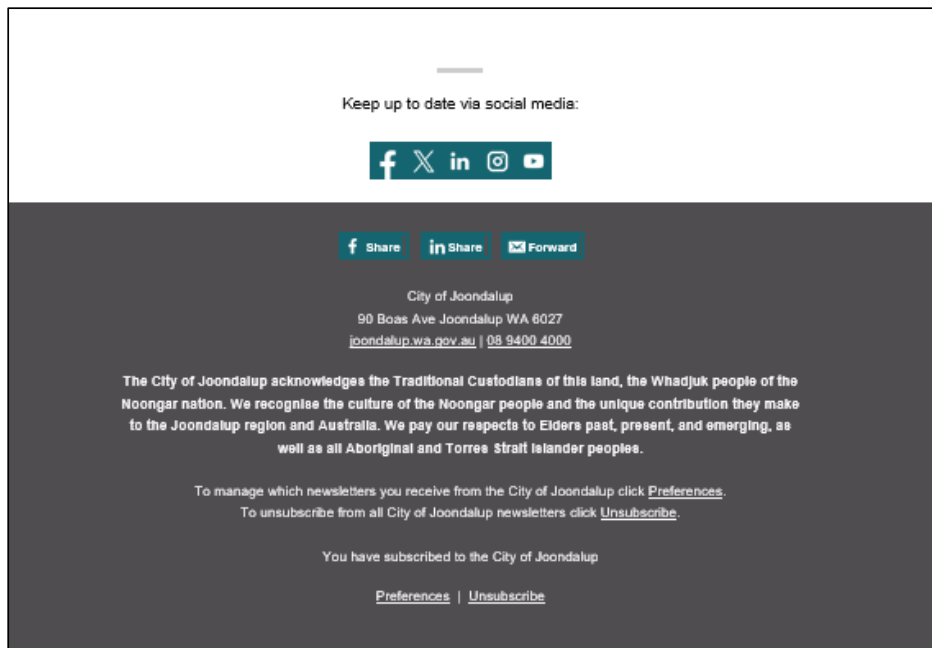 Keep up to date via social media:
Share
in Share
Forward
City of Joondalup
90 Boas Ave Joondalup WA 6027
joondalup.wa.gov.au | 08 9400 4000
The City of Joondalup acknowledges the Traditional Custodians of this land, the Whadjuk people of the
Noongar nation. We recognise the culture of the Noongar people and the unique contribution they make
to the Joondalup region and Australia. We pay our respects to Elders past, present, and emerging, as
well as all Aboriginal and Torres Strait Islander peoples.
To manage which newsletters you receive from the City of Joondalup click Preferences.
To unsubscribe from all City of Joondalup newsletters click Unsubscribe.
You have subscribed to the City of Joondalup
Preferences | Unsubscribe